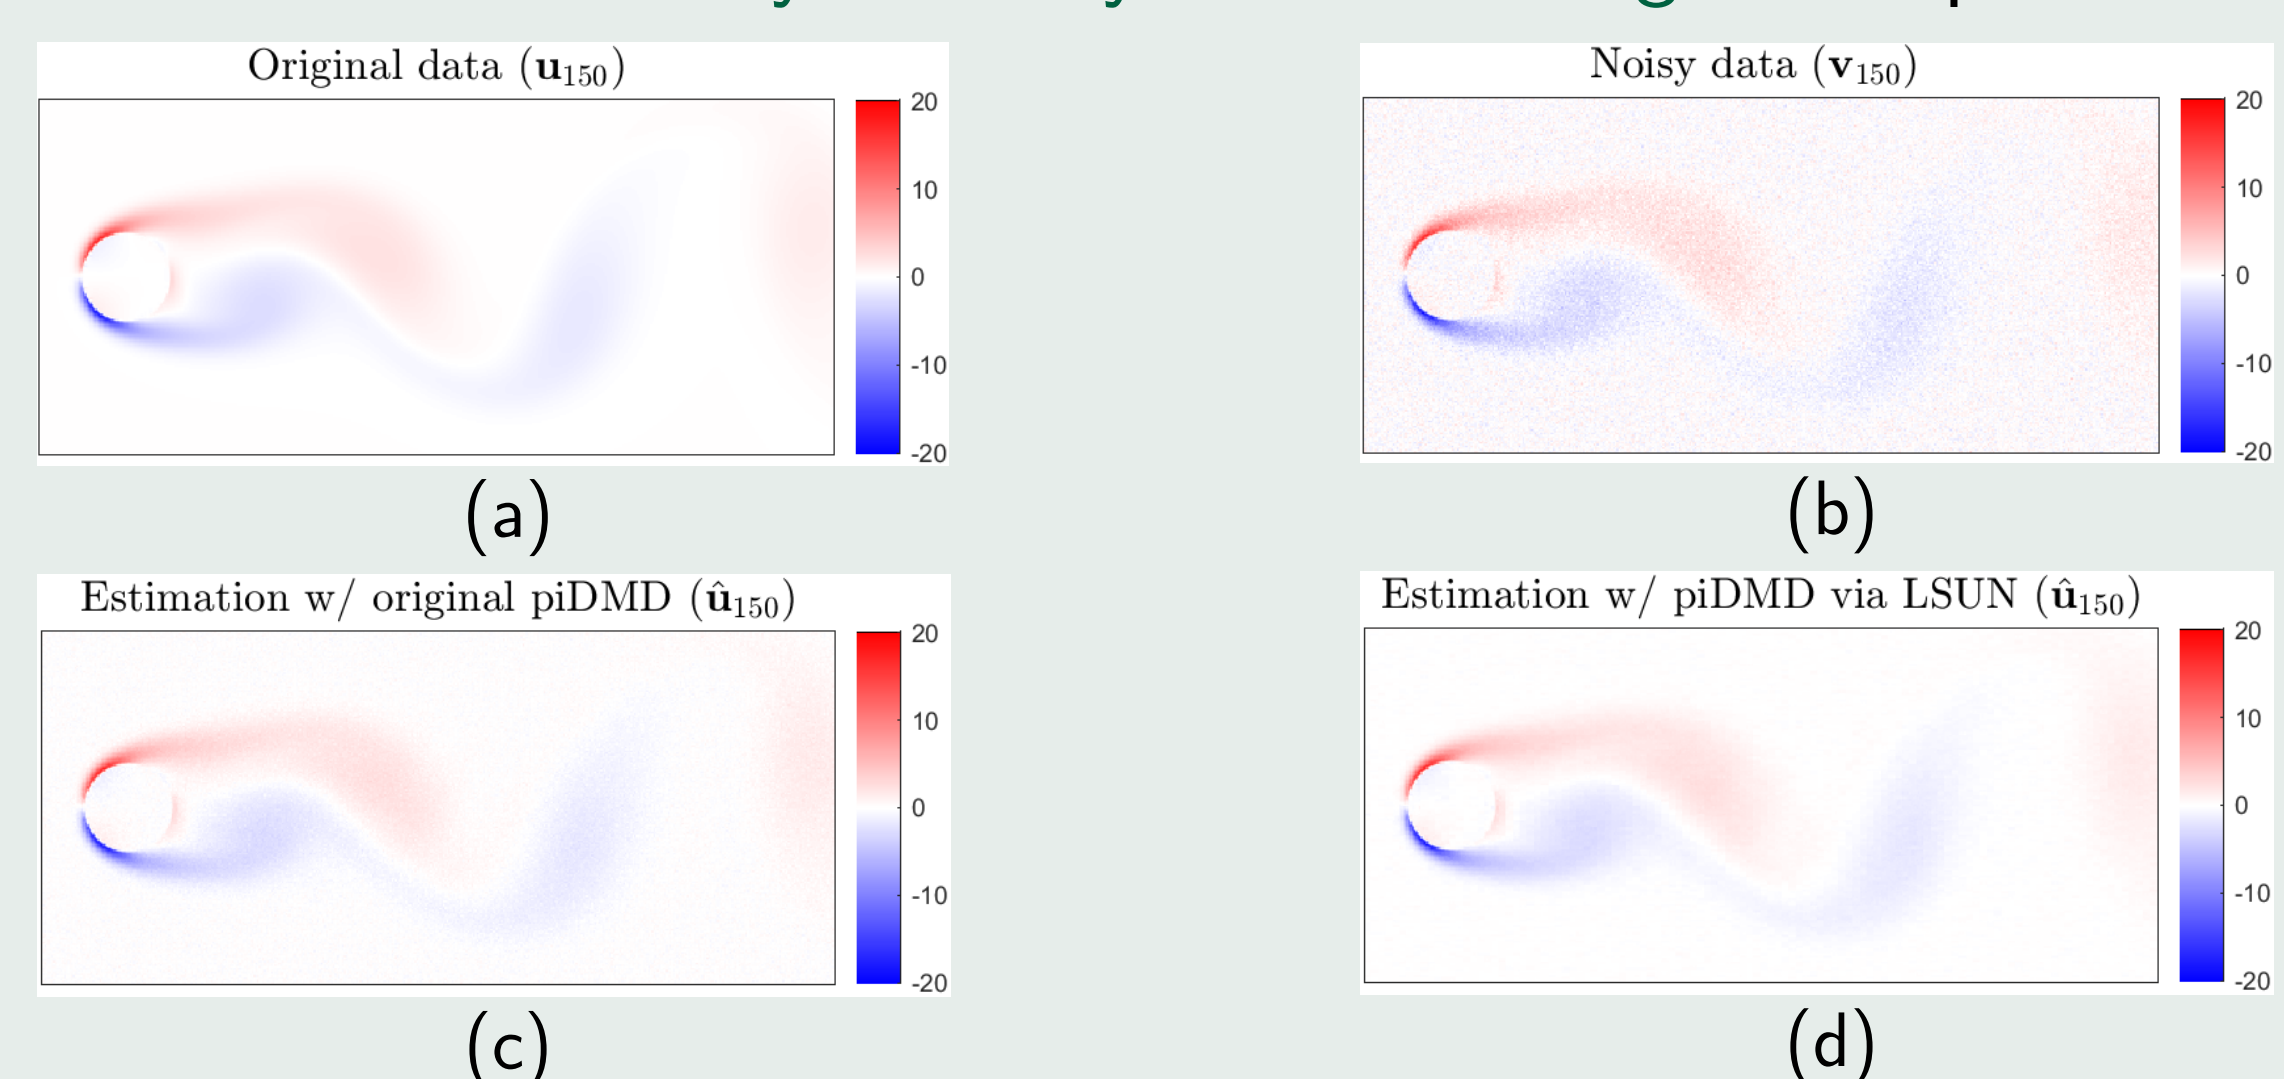 Original data (u₁₅₀)
20
10
0
-10
-20
(a)
Noisy data (v₁₅₀)
20
10
0
-10
-20
(b)
Estimation w/ original piDMD (û₁₅₀)
20
10
0
-10
-20
(c)
Estimation w/ piDMD via LSUN (û₁₅₀)
20
10
0
-10
-20
(d)